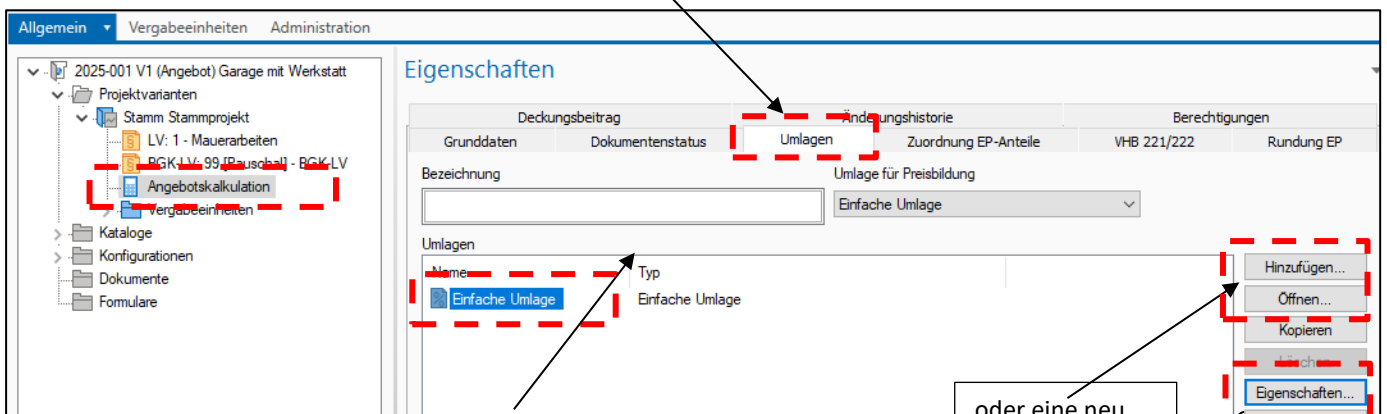 Allgemein Vergabeeinheiten Administration
2025-001 V1 (Angebot) Garage mit Werkstatt
Projektvarianten
Stamm Stammprojekt
LV: 1 - Mauerarbeiten
BGK-LV: 99 [Pauschal] - BGK-LV
Angebotskalkulation
Vergabeeinheiten
Kataloge
Konfigurationen
Dokumente
Formulare
Eigenschaften
Deckungsbeitrag Änderungshistorie Berechtigungen
Grunddaten Dokumentenstatus Umlagen Zuordnung EP-Anteile VHB 221/222 Rundung EP
Bezeichnung Umlage für Preisbildung
Einfache Umlage
Umlagen
Name Typ
Einfache Umlage Einfache Umlage
Hinzufügen...
Öffnen...
Kopieren
Löschen
Eigenschaften...
oder eine neu